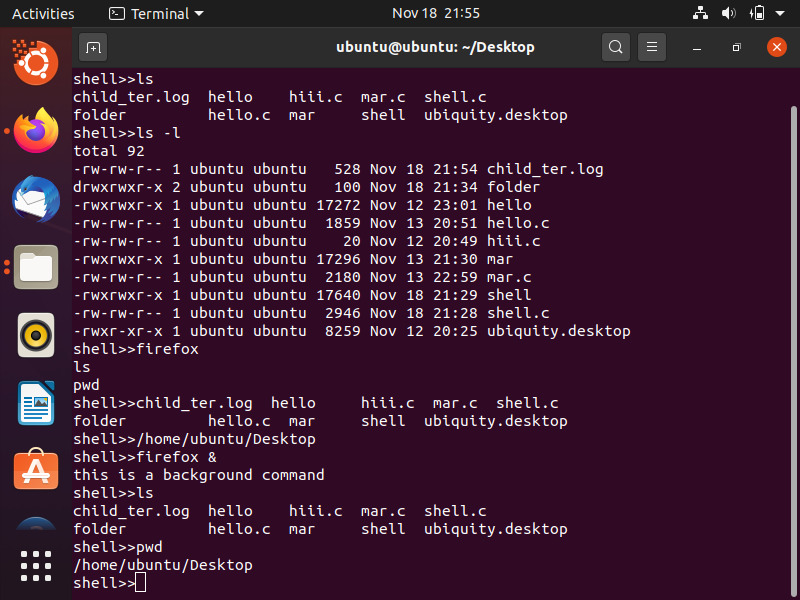 Activities Terminal Nov 18 21:55
ubuntu@ubuntu: ~/Desktop
shell>>ls
child_ter.log  hello    hiii.c  mar.c  shell.c
folder         hello.c  mar     shell  ubiquity.desktop
shell>>ls -l
total 92
-rw-rw-r-- 1 ubuntu ubuntu   528 Nov 18 21:54 child_ter.log
drwxrwxr-x 2 ubuntu ubuntu   100 Nov 18 21:34 folder
-rwxrwxr-x 1 ubuntu ubuntu 17272 Nov 12 23:01 hello
-rw-rw-r-- 1 ubuntu ubuntu  1859 Nov 13 20:51 hello.c
-rw-rw-r-- 1 ubuntu ubuntu    20 Nov 12 20:49 hiii.c
-rwxrwxr-x 1 ubuntu ubuntu 17296 Nov 13 21:30 mar
-rw-rw-r-- 1 ubuntu ubuntu  2180 Nov 13 22:59 mar.c
-rwxrwxr-x 1 ubuntu ubuntu 17640 Nov 18 21:29 shell
-rw-rw-r-- 1 ubuntu ubuntu  2946 Nov 18 21:28 shell.c
-rwxr-xr-x 1 ubuntu ubuntu  8259 Nov 12 20:25 ubiquity.desktop
shell>>firefox
ls
pwd
shell>>child_ter.log  hello     hiii.c  mar.c  shell.c
folder         hello.c  mar     shell  ubiquity.desktop
shell>>/home/ubuntu/Desktop
shell>>firefox &
this is a background command
shell>>ls
child_ter.log  hello    hiii.c  mar.c  shell.c
folder         hello.c  mar     shell  ubiquity.desktop
shell>>pwd
/home/ubuntu/Desktop
shell>>